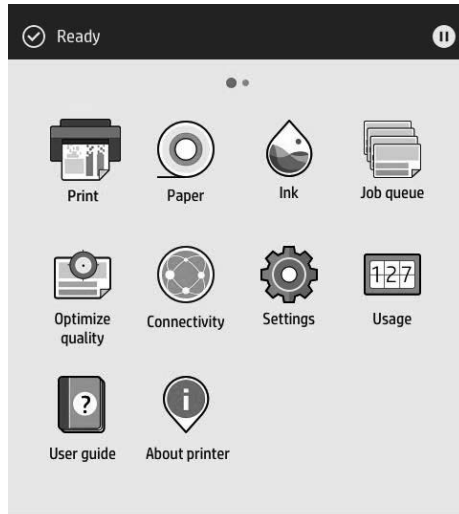 Ready
Print
Paper
Ink
Job queue
Optimize
quality
Connectivity
Settings
127
Usage
?
User guide
i
About printer